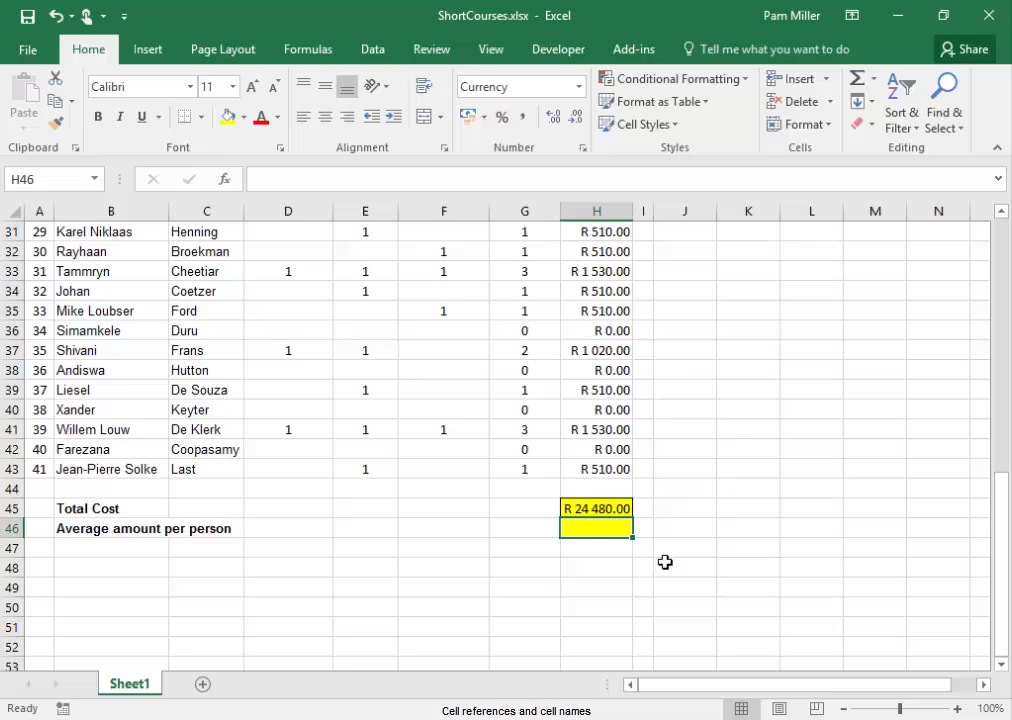 ShortCourses.xlsx - Excel
Pam Miller
File Home Insert Page Layout Formulas Data Review View Developer Add-ins Tell me what you want to do Share
Paste
Clipboard
Calibri 11
B I U A
Font
Alignment
Currency
% ,
Number
Conditional Formatting
Format as Table
Cell Styles
Styles
Insert
Delete
Format
Cells
Sort & Filter
Find & Select
Editing
H46 fx
A B C D E F G H I J K L M N
31 29 Karel Niklaas Henning 1 1 R 510.00
32 30 Rayhaan Broekman 1 1 R 510.00
33 31 Tammryn Cheetiar 1 1 1 3 R 1 530.00
34 32 Johan Coetzer 1 1 R 510.00
35 33 Mike Loubser Ford 1 1 R 510.00
36 34 Simamkele Duru 0 R 0.00
37 35 Shivani Frans 1 1 2 R 1 020.00
38 36 Andiswa Hutton 0 R 0.00
39 37 Liesel De Souza 1 1 R 510.00
40 38 Xander Keyter 0 R 0.00
41 39 Willem Louw De Klerk 1 1 1 3 R 1 530.00
42 40 Farezana Coopasamy 0 R 0.00
43 41 Jean-Pierre Solke Last 1 1 R 510.00
44
45 Total Cost R 24 480.00
46 Average amount per person
47
48
49
50
51
52
53
Sheet1
Ready
Cell references and cell names
100%